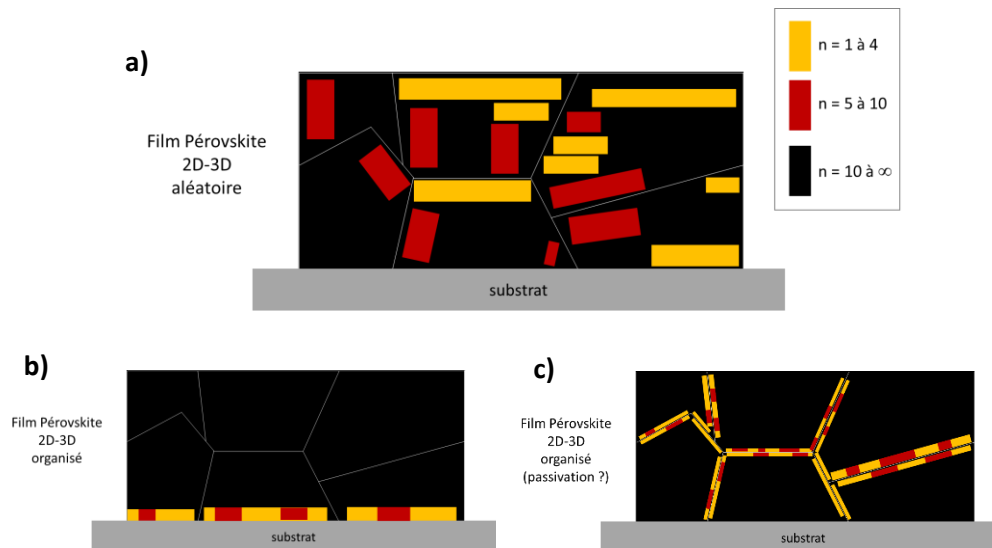 a)
Film Pérovskite
2D-3D
aléatoire
n = 1 à 4
n = 5 à 10
n = 10 à ∞
substrat
b)
Film Pérovskite
2D-3D
organisé
substrat
c)
Film Pérovskite
2D-3D
organisé
(passivation ?)
substrat